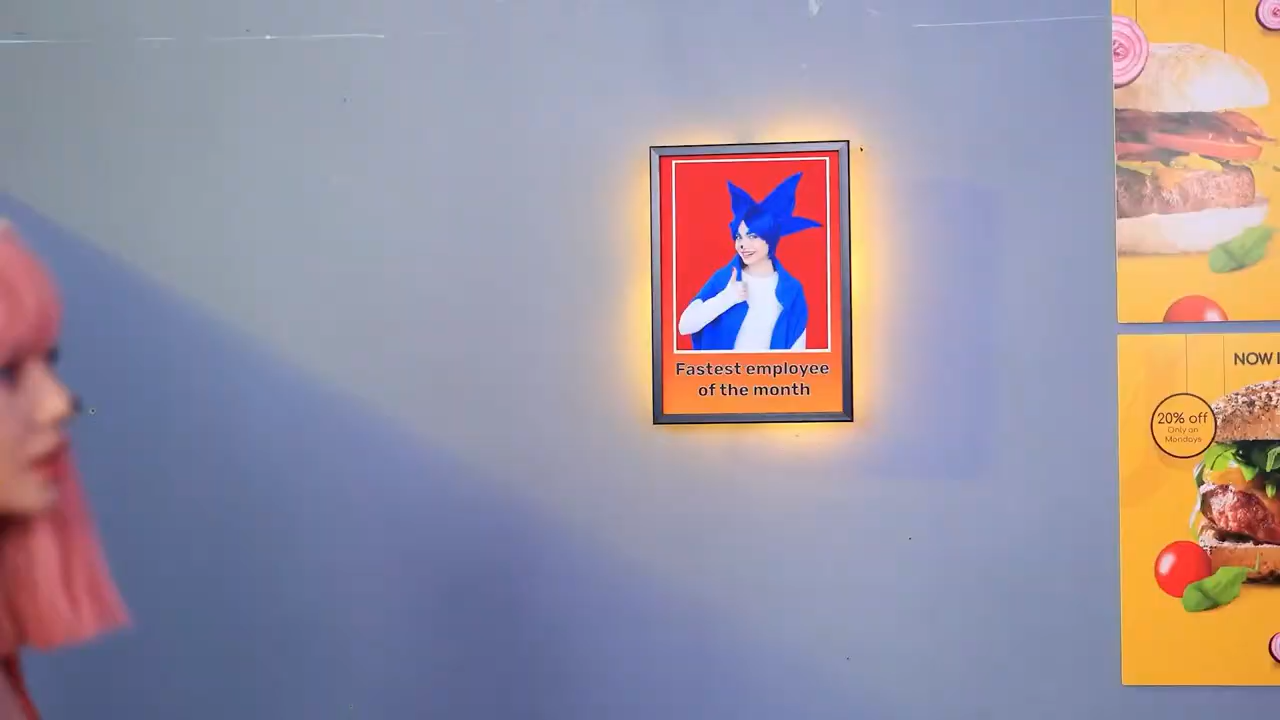 Fastest employee
of the month
NOW
20% off
Only on
Mondays